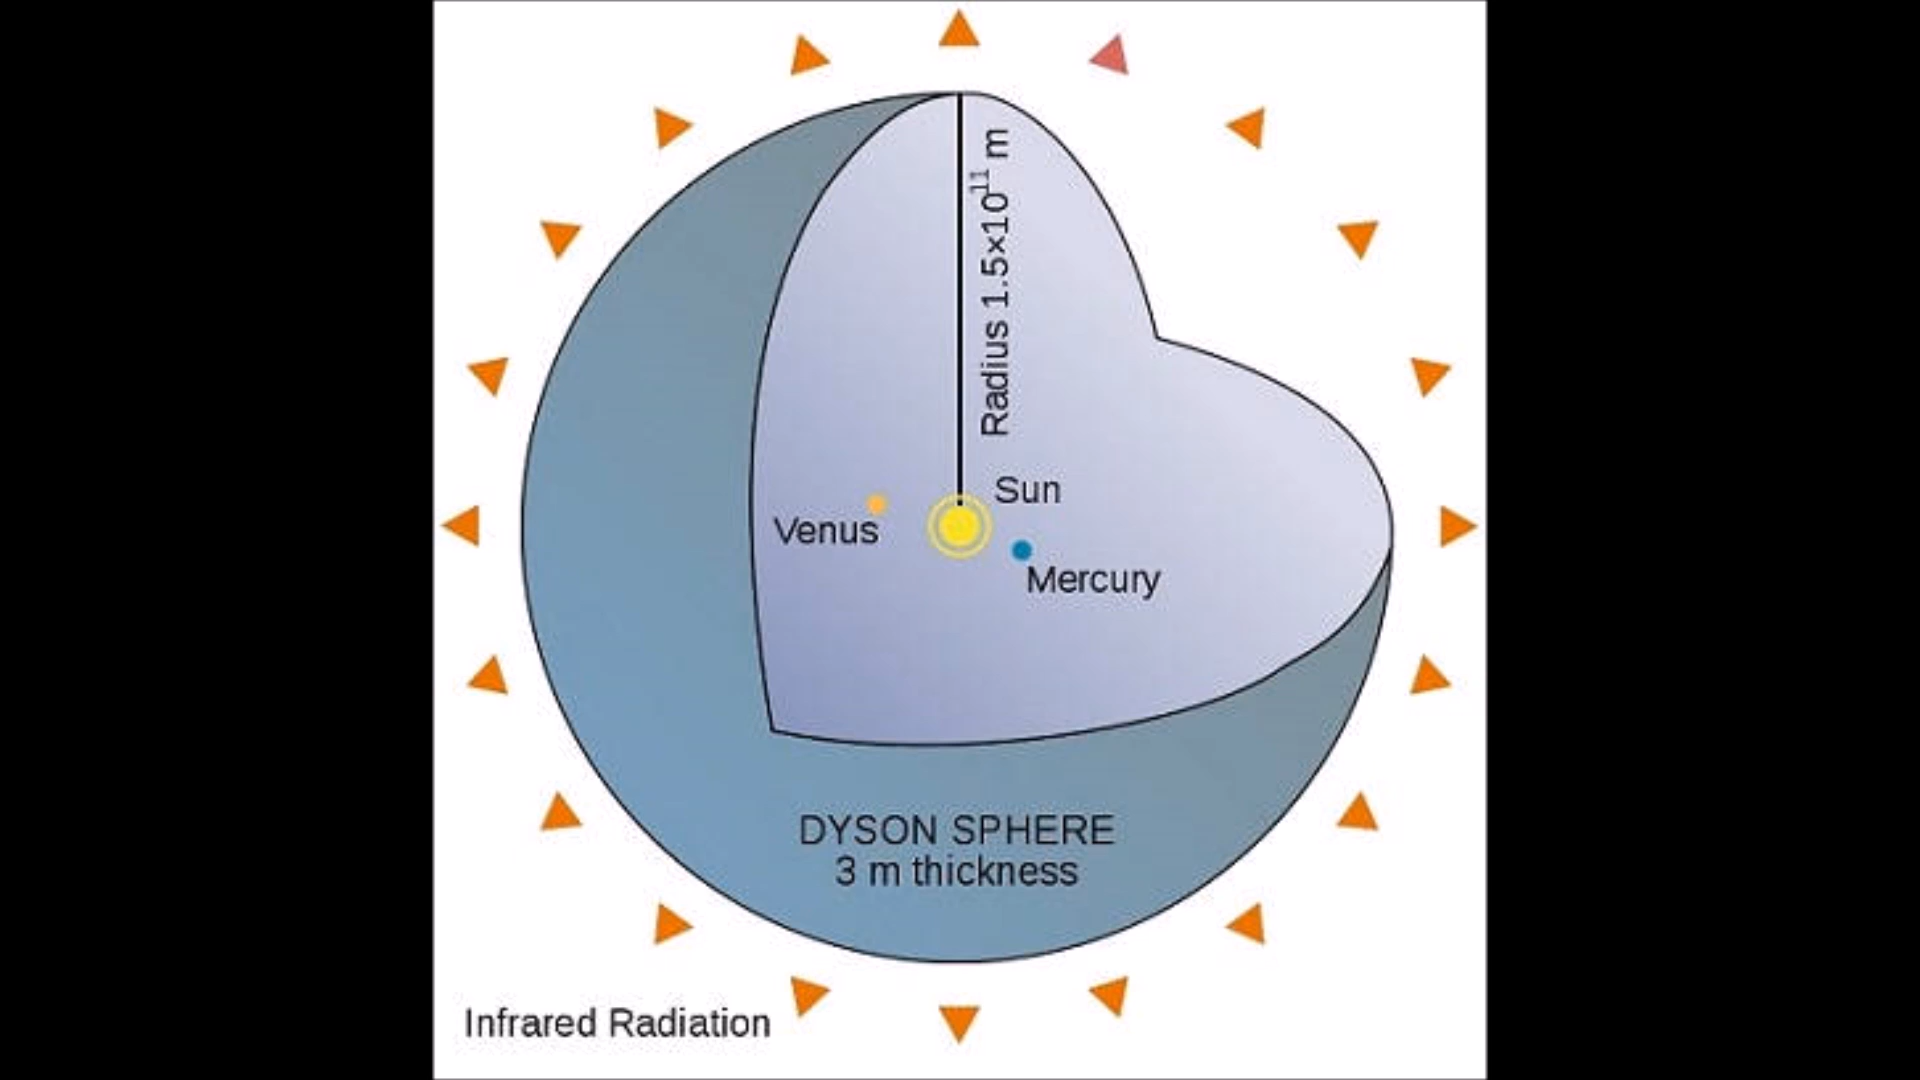 Radius 1.5×10¹¹ m
Sun
Venus
Mercury
DYSON SPHERE
3 m thickness
Infrared Radiation